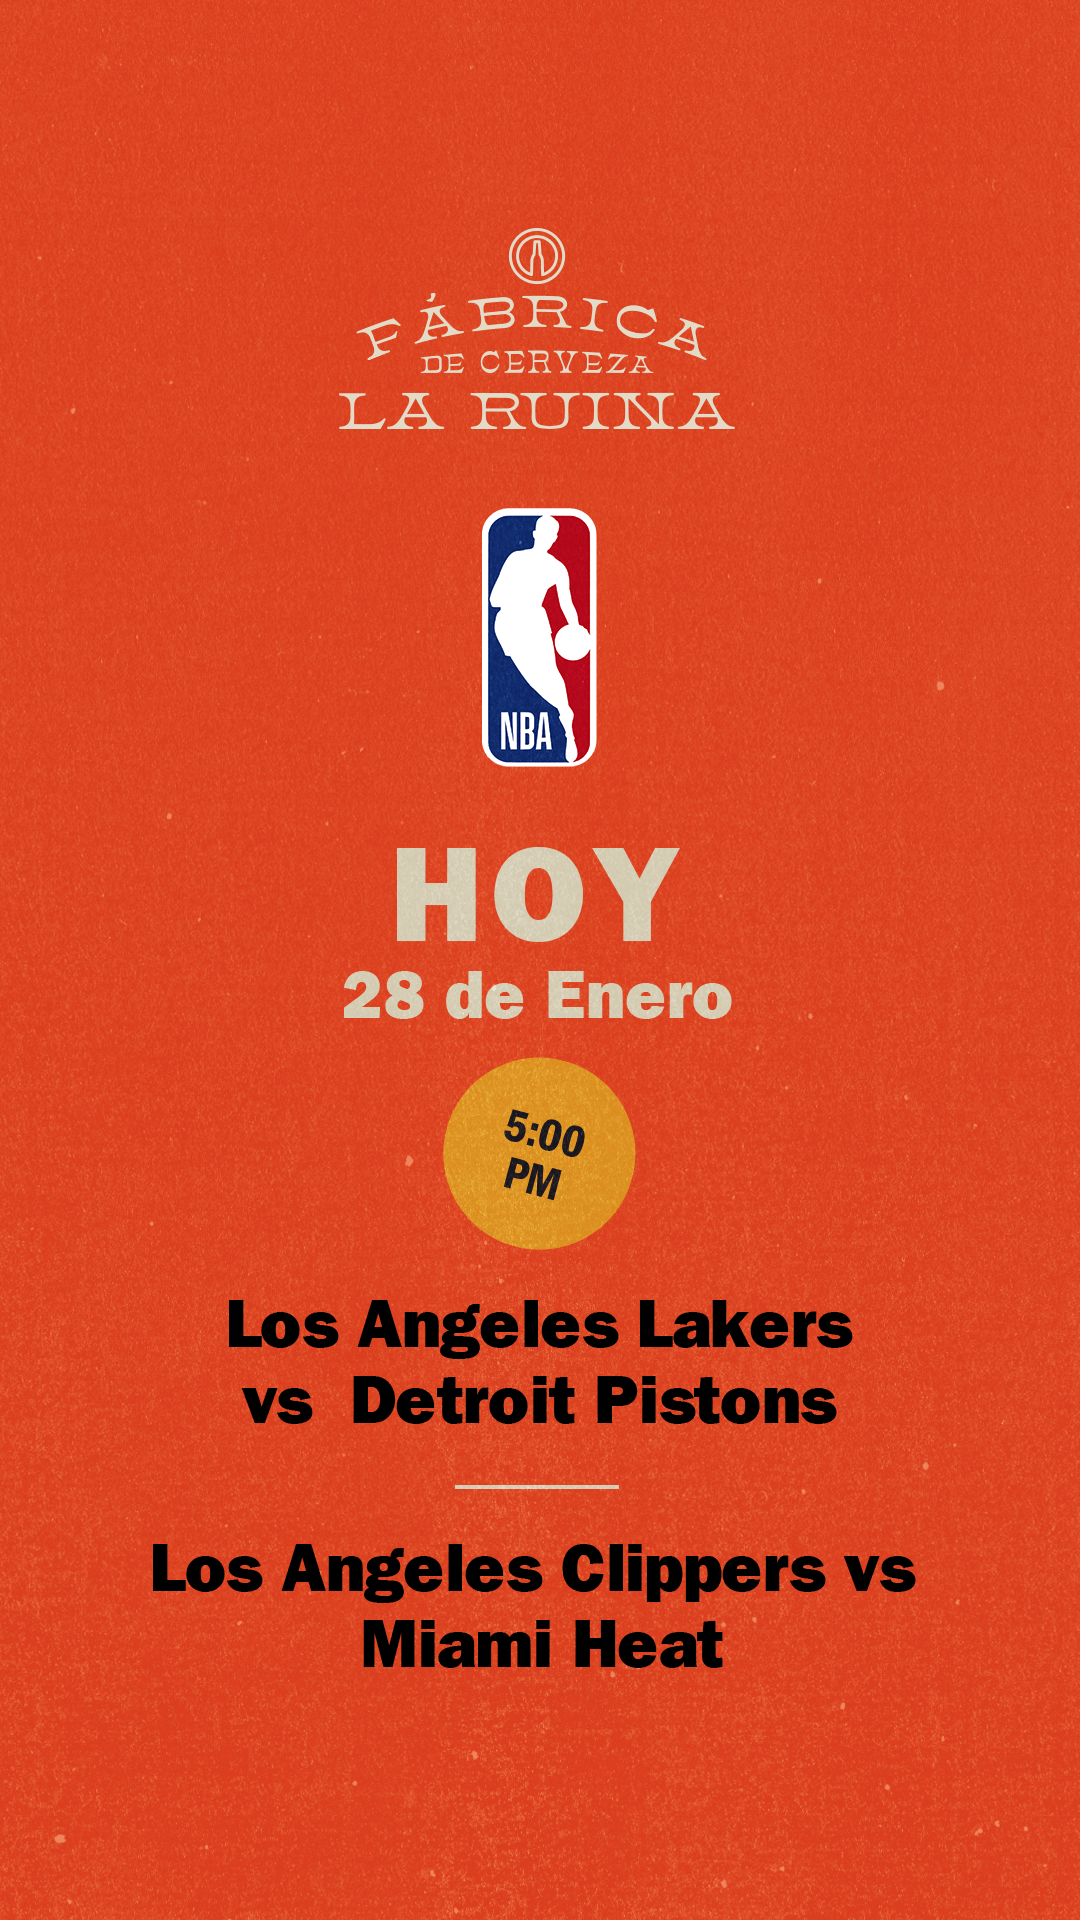 FÁBRICA
DE CERVEZA
LA RUINA
NBA
HOY
28 de Enero
5:00
PM
Los Angeles Lakers
vs  Detroit Pistons
Los Angeles Clippers vs
Miami Heat